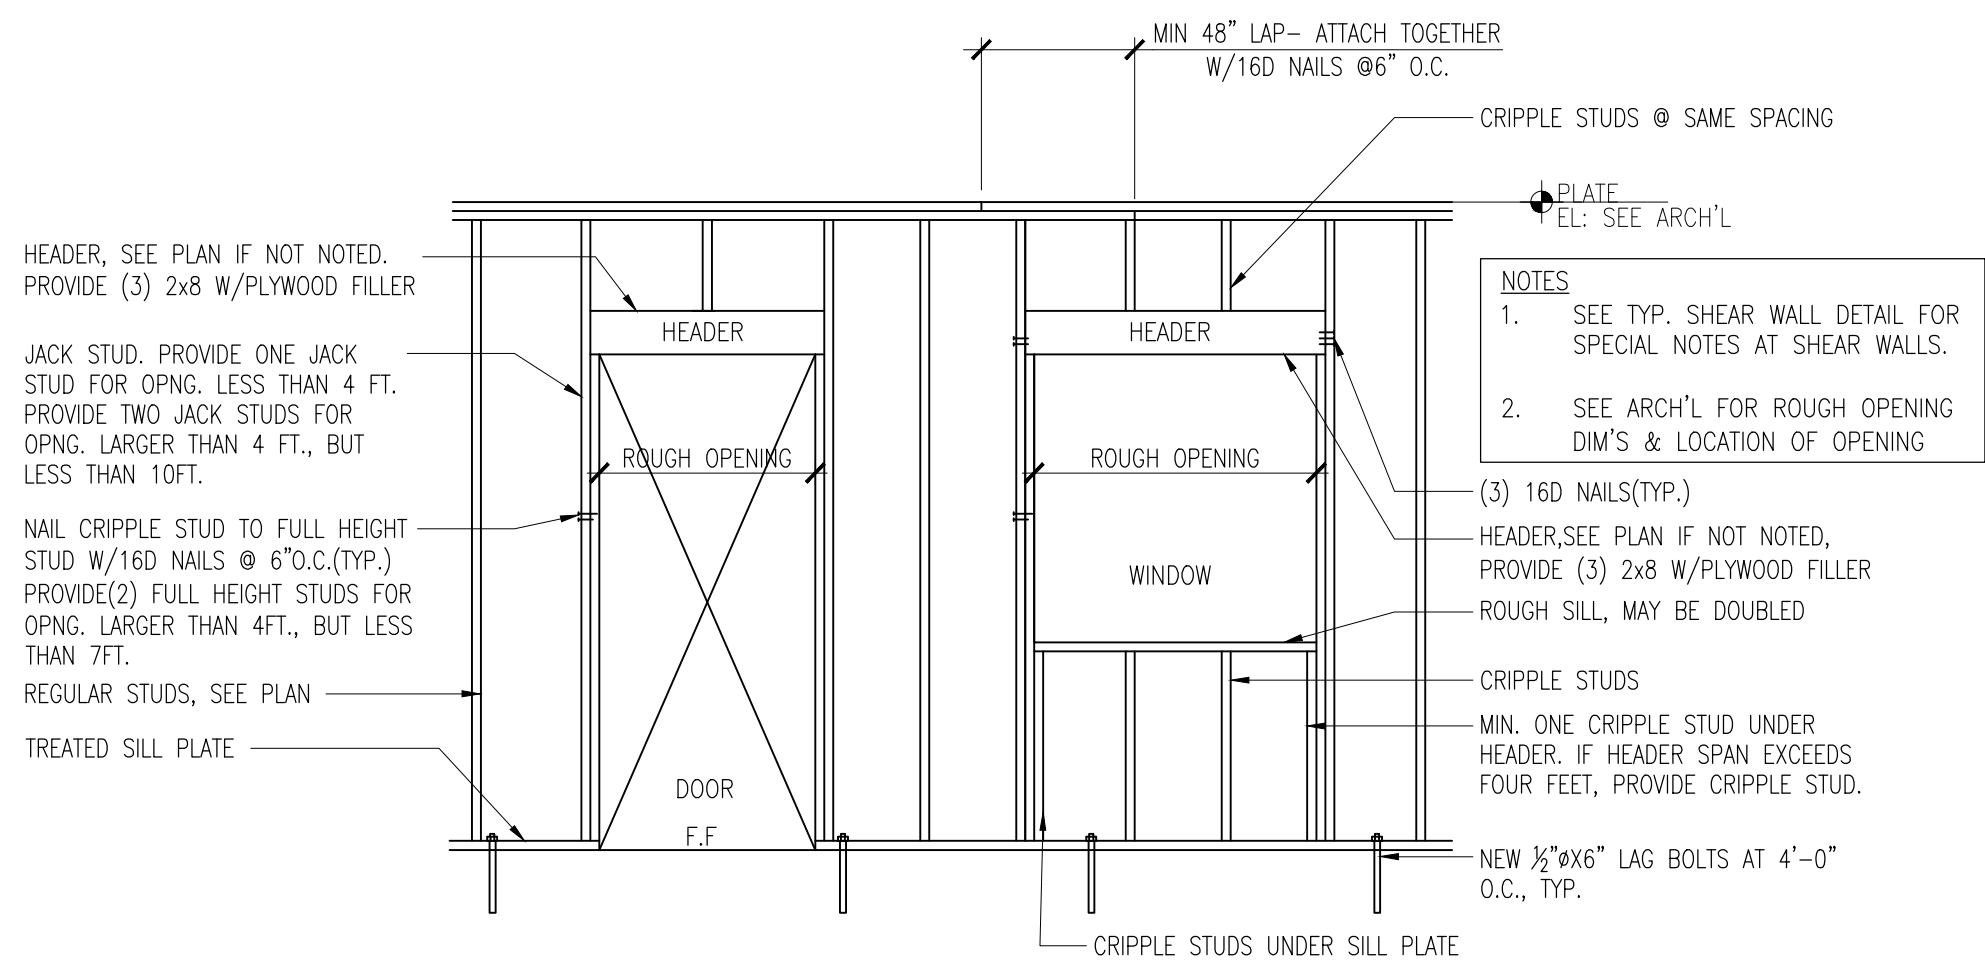 MIN 48” LAP– ATTACH TOGETHER
W/16D NAILS @6” O.C.
CRIPPLE STUDS @ SAME SPACING
PLATE
EL: SEE ARCH'L
HEADER, SEE PLAN IF NOT NOTED.
PROVIDE (3) 2x8 W/PLYWOOD FILLER
JACK STUD. PROVIDE ONE JACK
STUD FOR OPNG. LESS THAN 4 FT.
PROVIDE TWO JACK STUDS FOR
OPNG. LARGER THAN 4 FT., BUT
LESS THAN 10FT.
NAIL CRIPPLE STUD TO FULL HEIGHT
STUD W/16D NAILS @ 6”O.C.(TYP.)
PROVIDE(2) FULL HEIGHT STUDS FOR
OPNG. LARGER THAN 4FT., BUT LESS
THAN 7FT.
REGULAR STUDS, SEE PLAN
TREATED SILL PLATE
HEADER
ROUGH OPENING
DOOR
F.F
HEADER
ROUGH OPENING
WINDOW
NOTES
1. SEE TYP. SHEAR WALL DETAIL FOR
SPECIAL NOTES AT SHEAR WALLS.
2. SEE ARCH'L FOR ROUGH OPENING
DIM'S & LOCATION OF OPENING
(3) 16D NAILS(TYP.)
HEADER,SEE PLAN IF NOT NOTED,
PROVIDE (3) 2x8 W/PLYWOOD FILLER
ROUGH SILL, MAY BE DOUBLED
CRIPPLE STUDS
MIN. ONE CRIPPLE STUD UNDER
HEADER. IF HEADER SPAN EXCEEDS
FOUR FEET, PROVIDE CRIPPLE STUD.
NEW ½”øX6” LAG BOLTS AT 4'–0”
O.C., TYP.
CRIPPLE STUDS UNDER SILL PLATE